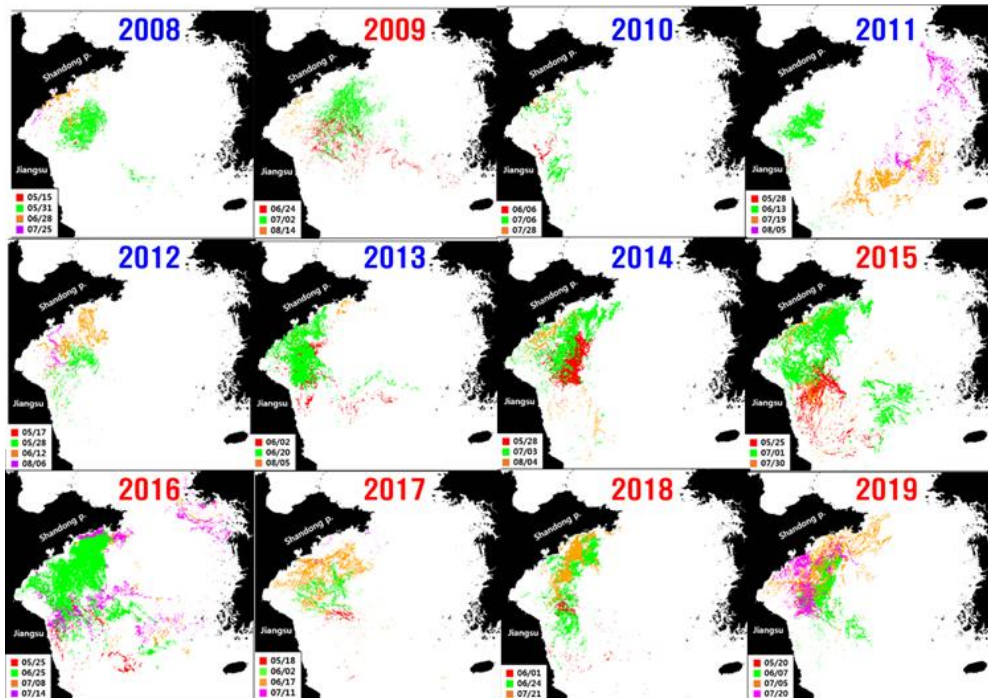 2008
Shandong p.
Jiangsu
05/15
05/31
06/28
07/25
2009
Shandong p.
Jiangsu
06/24
07/02
08/14
2010
Shandong p.
Jiangsu
06/06
07/06
07/28
2011
Shandong p.
Jiangsu
05/28
06/13
07/19
08/05
2012
Shandong p.
Jiangsu
05/17
05/28
06/12
08/06
2013
Shandong p.
Jiangsu
06/02
06/20
08/05
2014
Shandong p.
Jiangsu
05/28
07/03
08/04
2015
Shandong p.
Jiangsu
05/25
07/01
07/30
2016
Shandong p.
Jiangsu
05/25
06/25
07/08
07/14
2017
Shandong p.
Jiangsu
05/18
06/02
06/17
07/11
2018
Shandong p.
Jiangsu
06/01
06/24
07/21
2019
Shandong p.
Jiangsu
05/20
06/07
07/05
07/20